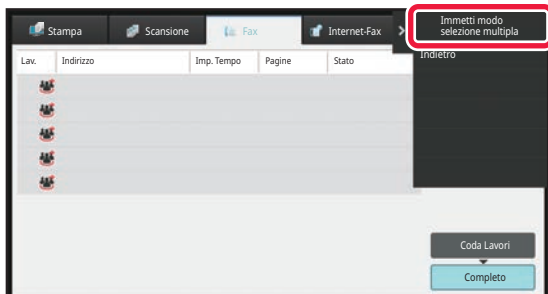 Stampa
Scansione
Fax
Internet-Fax
Immetti modo
selezione multipla
Indietro
Lav.
Indirizzo
Imp. Tempo
Pagine
Stato
Coda Lavori
Completo